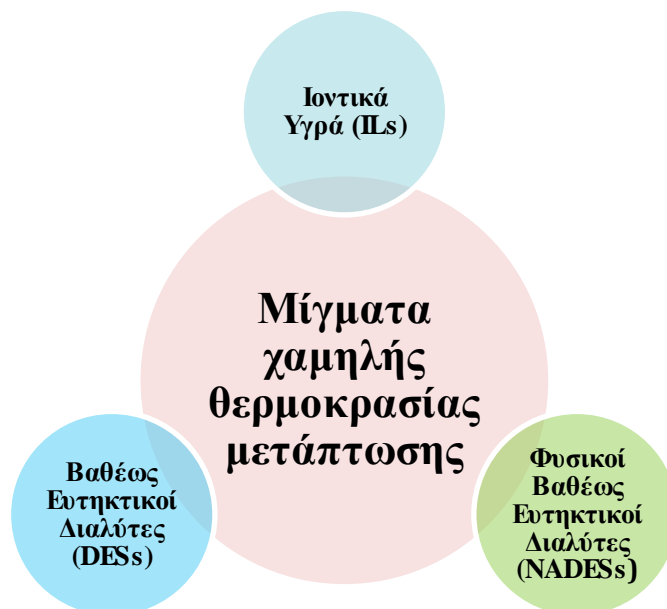 Ιοντικά
Υγρά (ILs)
Μίγματα
χαμηλής
θερμοκρασίας
μετάπτωσης
Βαθέως
Ευτηκτικοί
Διαλύτες
(DESs)
Φυσικοί
Βαθέως
Ευτηκτικοί
Διαλύτες
(NADESs)